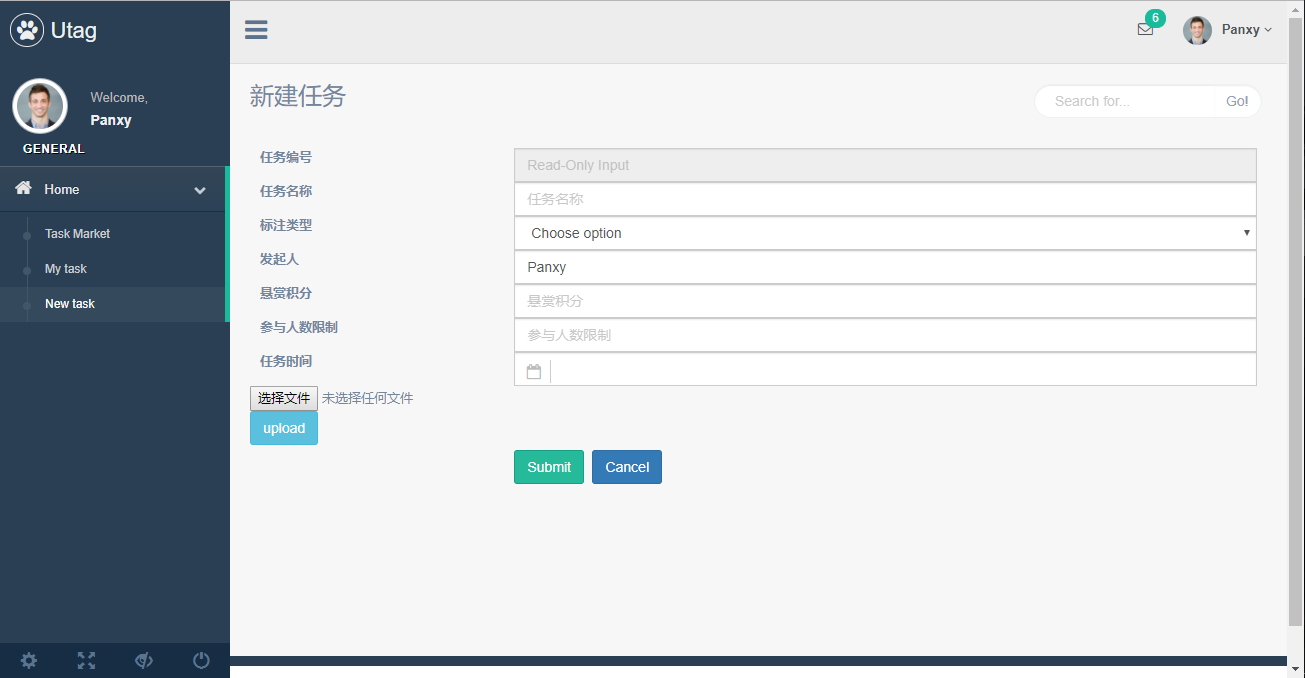 Utag
6
Panxy
Welcome,
Panxy
GENERAL
Home
Task Market
My task
New task
新建任务
Search for...
Go!
任务编号
Read-Only Input
任务名称
任务名称
标注类型
Choose option
发起人
Panxy
悬赏积分
悬赏积分
参与人数限制
参与人数限制
任务时间
选择文件 未选择任何文件
upload
Submit
Cancel